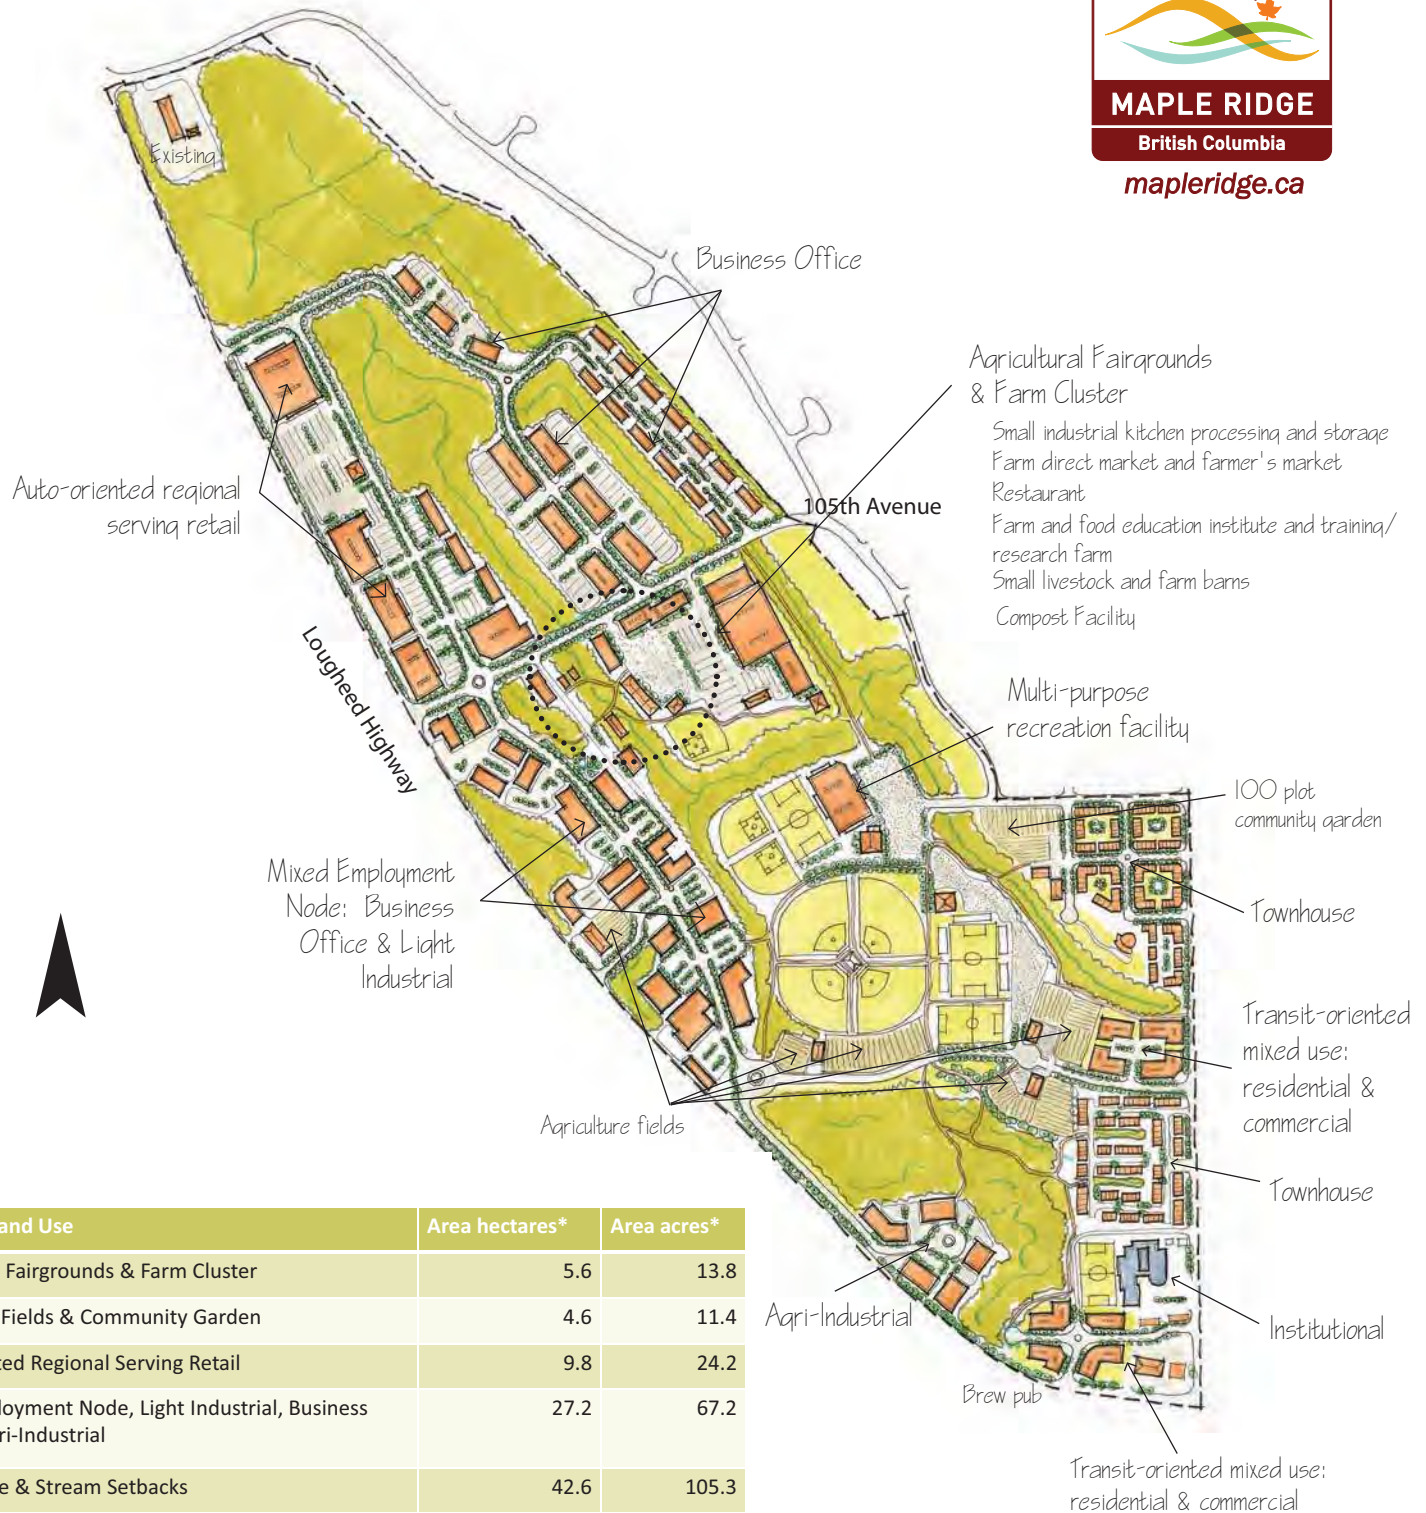 MAPLE RIDGE
British Columbia
mapleridge.ca
Existing
Business Office
Agricultural Fairgrounds
& Farm Cluster
Small industrial kitchen processing and storage
Farm direct market and farmer's market
Restaurant
Farm and food education institute and training/
research farm
Small livestock and farm barns
Compost Facility
105th Avenue
Auto-oriented regional
serving retail
Lougheed Highway
Multi-purpose
recreation facility
100 plot
community garden
Mixed Employment
Node: Business
Office & Light
Industrial
Townhouse
Transit-oriented
mixed use:
residential &
commercial
Agriculture fields
Townhouse
Agri-Industrial
Institutional
Brew pub
Transit-oriented mixed use:
residential & commercial
and Use Area hectares* Area acres*
Fairgrounds & Farm Cluster 5.6 13.8
Fields & Community Garden 4.6 11.4
ted Regional Serving Retail 9.8 24.2
loyment Node, Light Industrial, Business 27.2 67.2
ri-Industrial
e & Stream Setbacks 42.6 105.3